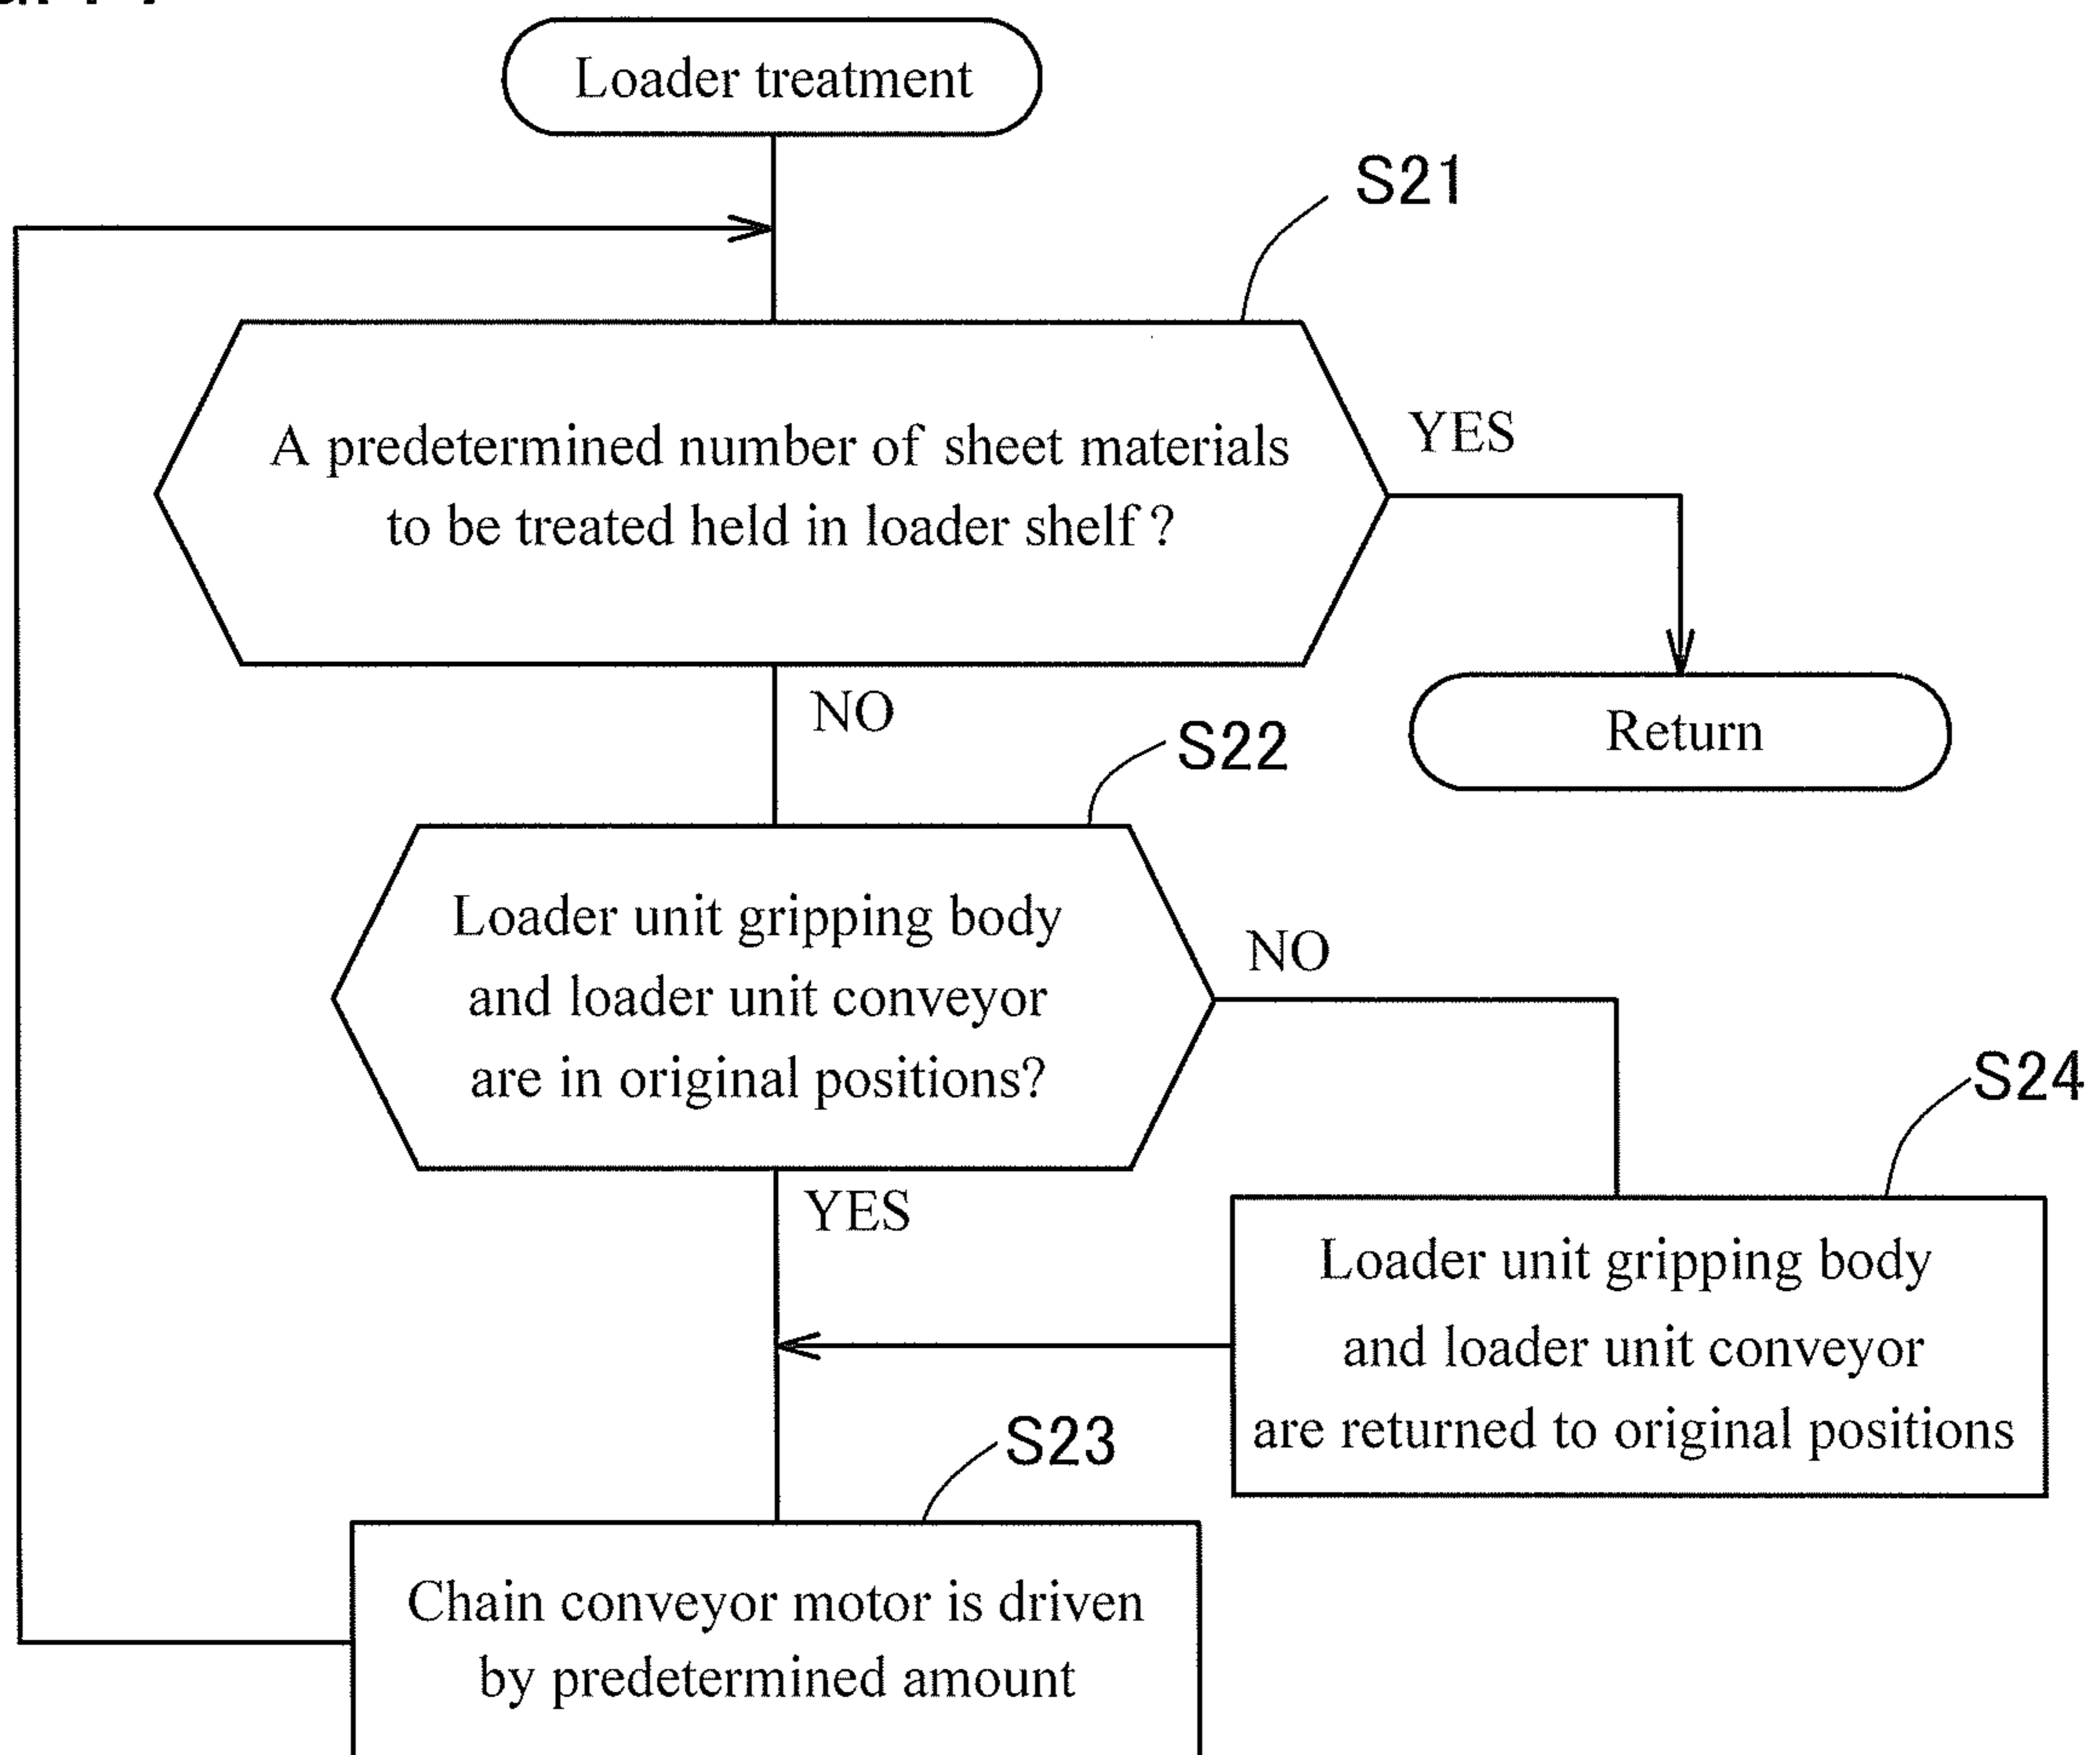 Loader treatment
S21
A predetermined number of sheet materials
to be treated held in loader shelf?
YES
Return
NO
S22
Loader unit gripping body
and loader unit conveyor
are in original positions?
NO
S24
YES
Loader unit gripping body
and loader unit conveyor
are returned to original positions
S23
Chain conveyor motor is driven
by predetermined amount